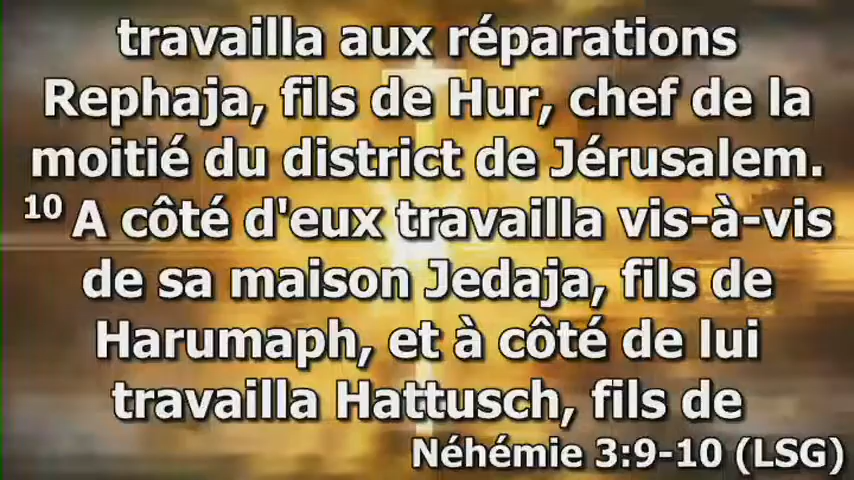 travailla aux réparations
Rephaja, fils de Hur, chef de la
moitié du district de Jérusalem.
10 A côté d'eux travailla vis-à-vis
de sa maison Jedaja, fils de
Harumaph, et à côté de lui
travailla Hattusch, fils de
Néhémie 3:9-10 (LSG)